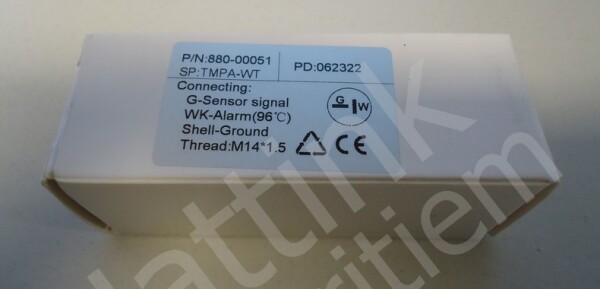 P/N:880-00051
PD:062322
SP:TMPA-WT
Connecting:
G-Sensor signal
G W
WK-Alarm(96℃)
Shell-Ground
Thread:M14*1.5
CE